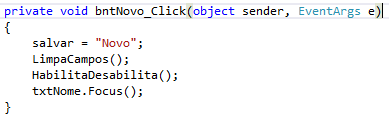 private void bntNovo_Click(object sender, EventArgs e)
{
    salvar = "Novo";
    LimpaCampos();
    HabilitaDesabilita();
    txtNome.Focus();
}